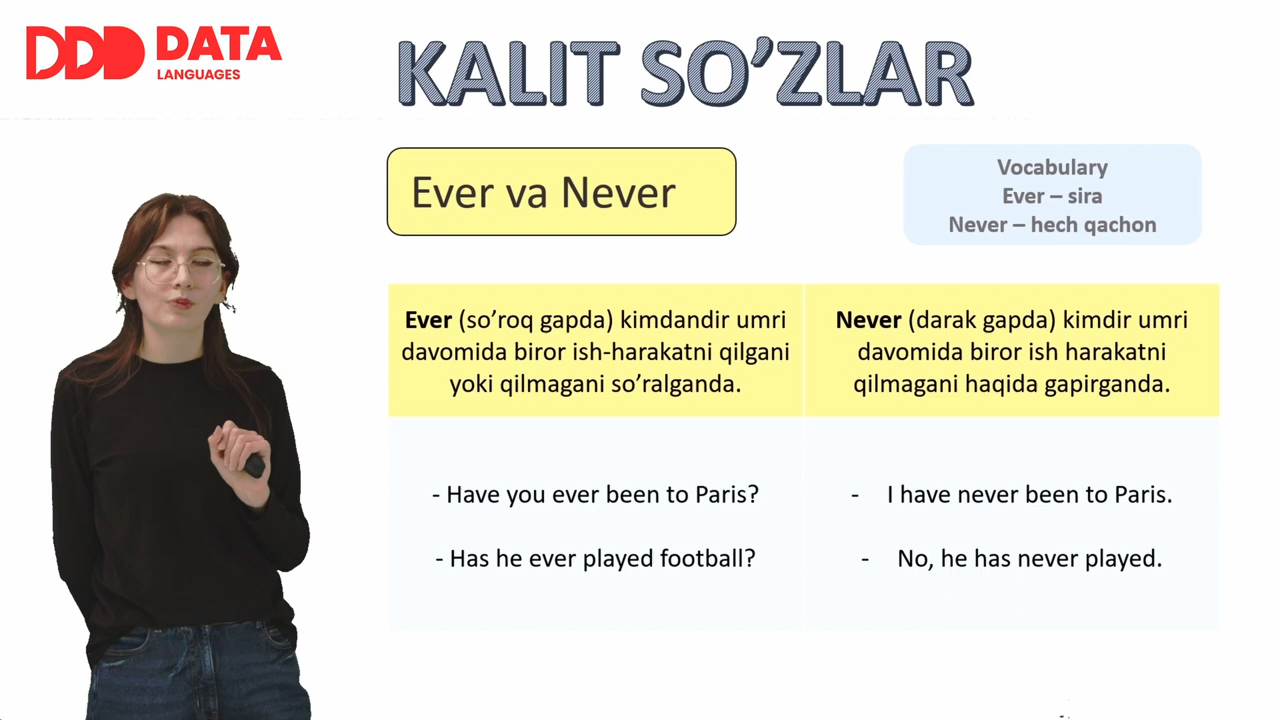 DATA
LANGUAGES
KALIT SO’ZLAR
Ever va Never
Vocabulary
Ever – sira
Never – hech qachon
Ever (so’roq gapda) kimdandir umri
davomida biror ish-harakatni qilgani
yoki qilmagani so’ralganda.
Never (darak gapda) kimdir umri
davomida biror ish harakatni
qilmagani haqida gapirganda.
- Have you ever been to Paris?
- Has he ever played football?
- I have never been to Paris.
- No, he has never played.